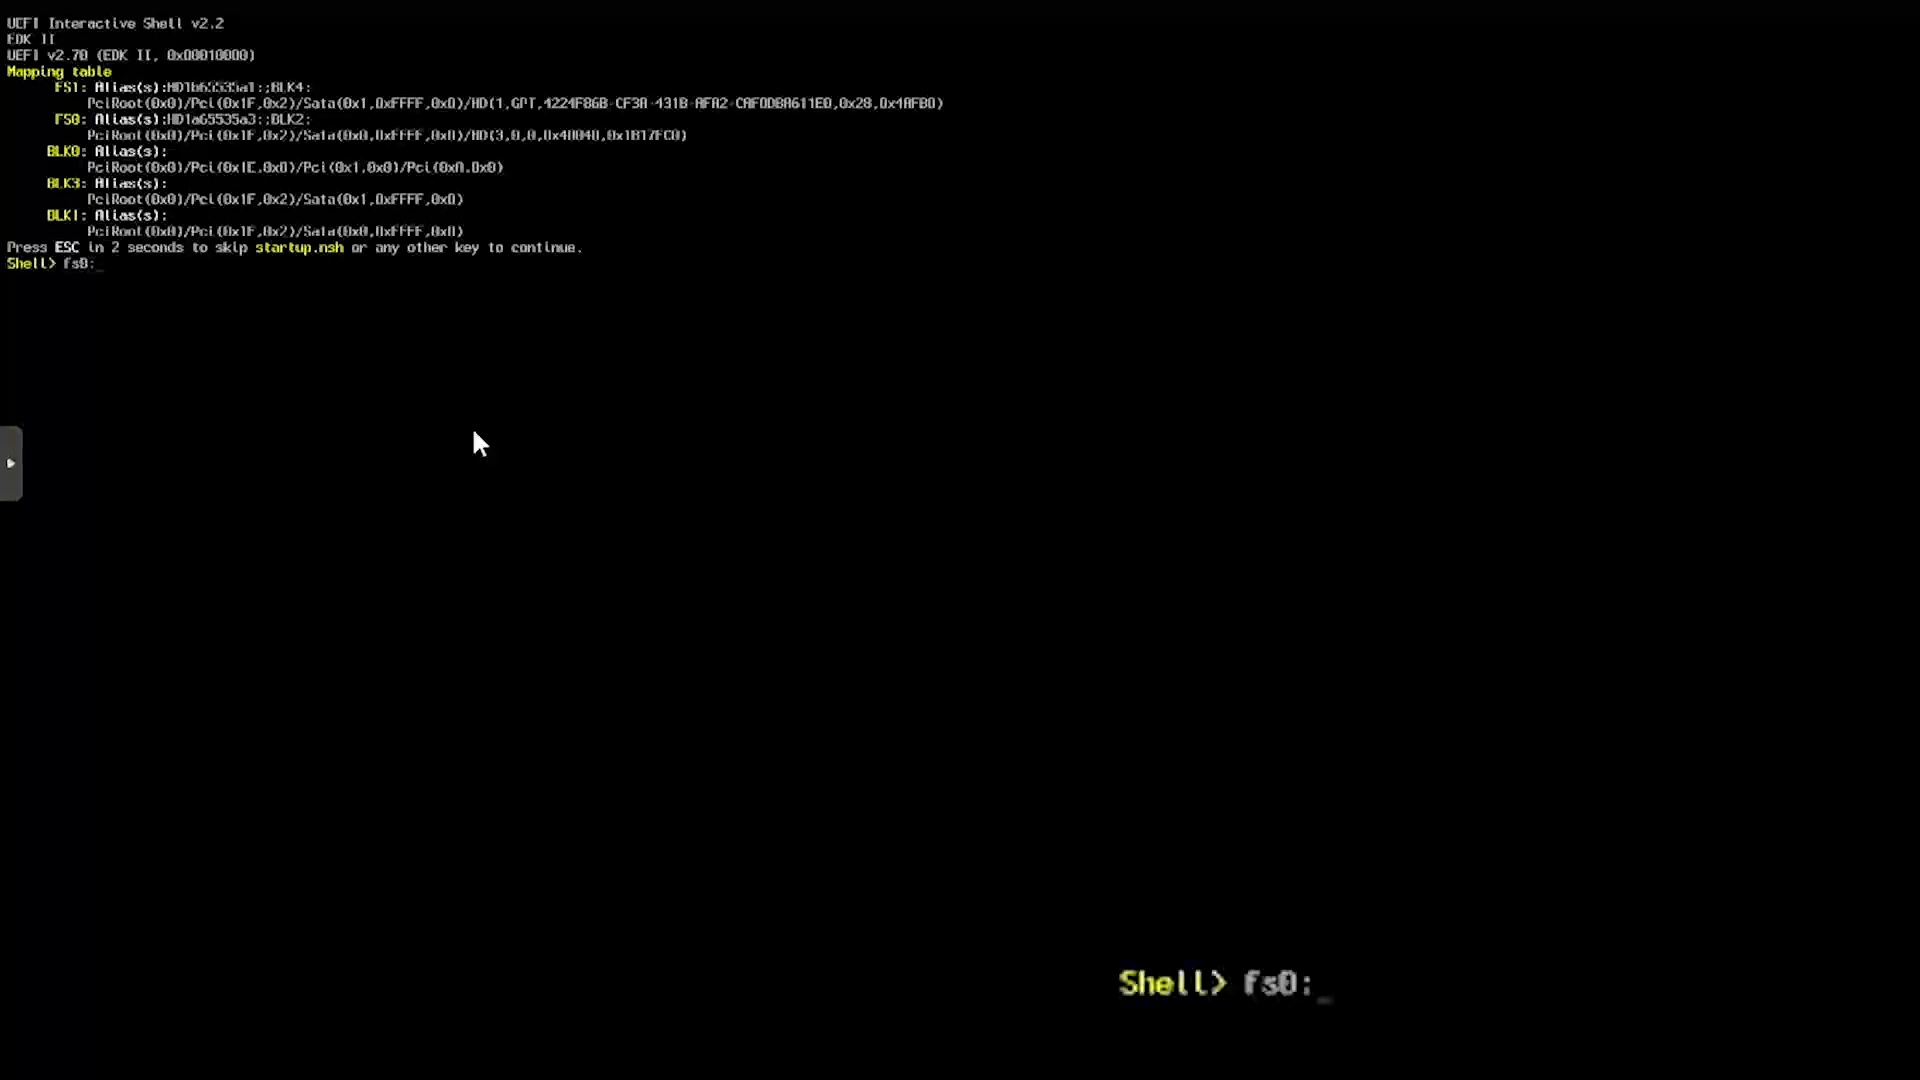 UEFI Interactive Shell v2.2
EDK II
UEFI v2.70 (EDK II, 0x00010000)
Mapping table
FS1: Alias(s):HD1b65535a1:;BLK4:
PciRoot(0x0)/Pci(0x1F,0x2)/Sata(0x1,0xFFFF,0x0)/HD(1,GPT,4224F86B-CF3A-431B-AFA2-CAF0DBA611E0,0x28,0x4AFB0)
FS0: Alias(s):HD1a65535a3:;BLK2:
PciRoot(0x0)/Pci(0x1F,0x2)/Sata(0x0,0xFFFF,0x0)/HD(3,0,0,0x40040,0x1B17FC0)
BLK0: Alias(s):
PciRoot(0x0)/Pci(0x1E,0x0)/Pci(0x1,0x0)/Pci(0xA,0x0)
BLK3: Alias(s):
PciRoot(0x0)/Pci(0x1F,0x2)/Sata(0x1,0xFFFF,0x0)
BLK1: Alias(s):
PciRoot(0x0)/Pci(0x1F,0x2)/Sata(0x0,0xFFFF,0x0)
Press ESC in 2 seconds to skip startup.nsh or any other key to continue.
Shell> fs0:_
Shell> fs0:_